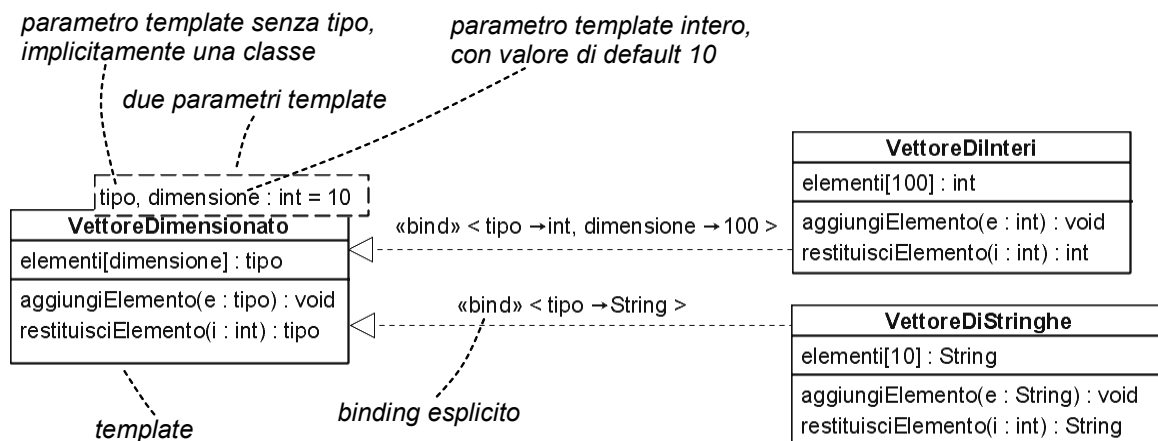 parametro template senza tipo,
implicitamente una classe
parametro template intero,
con valore di default 10
due parametri template
tipo, dimensione : int = 10
VettoreDimensionato
elementi[dimensione] : tipo
aggiungiElemento(e : tipo) : void
restituisciElemento(i : int) : tipo
«bind» < tipo →int, dimensione →100 >
VettoreDiInteri
elementi[100] : int
aggiungiElemento(e : int) : void
restituisciElemento(i : int) : int
«bind» < tipo →String >
VettoreDiStringhe
elementi[10] : String
aggiungiElemento(e : String) : void
restituisciElemento(i : int) : String
binding esplicito
template